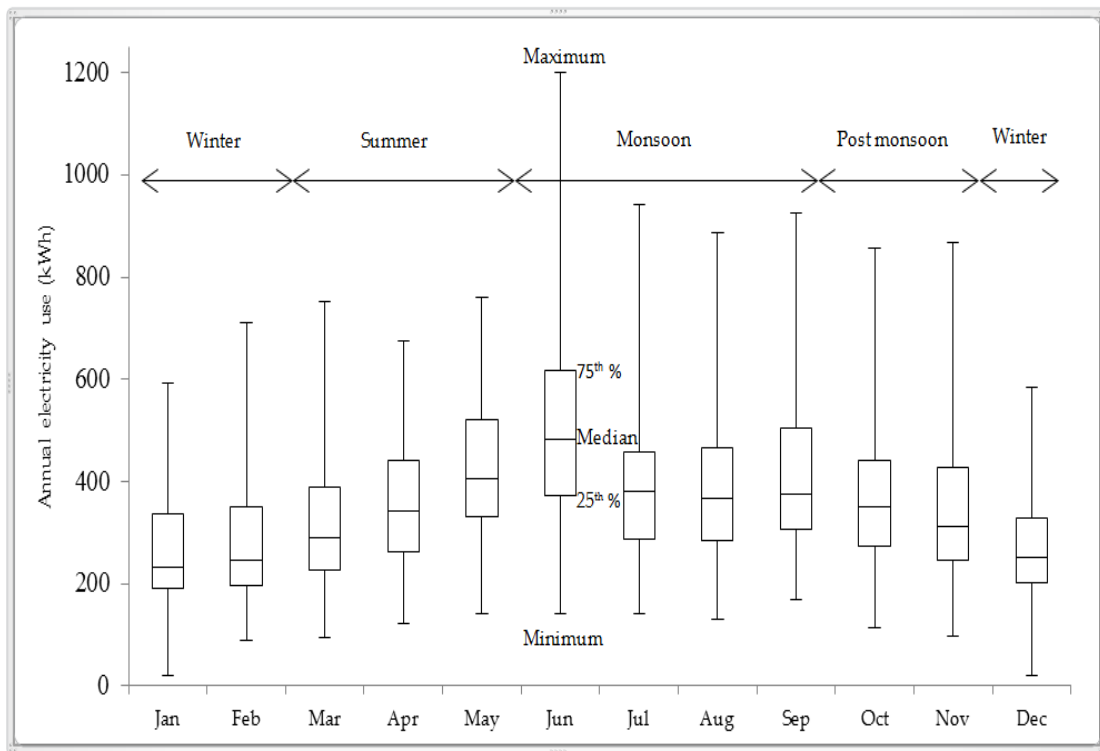 Maximum
1200
Winter
Summer
Monsoon
Post monsoon
Winter
1000
800
600
400
200
0
Annual electricity use (kWh)
75th %
Median
25th %
Minimum
Jan
Feb
Mar
Apr
May
Jun
Jul
Aug
Sep
Oct
Nov
Dec